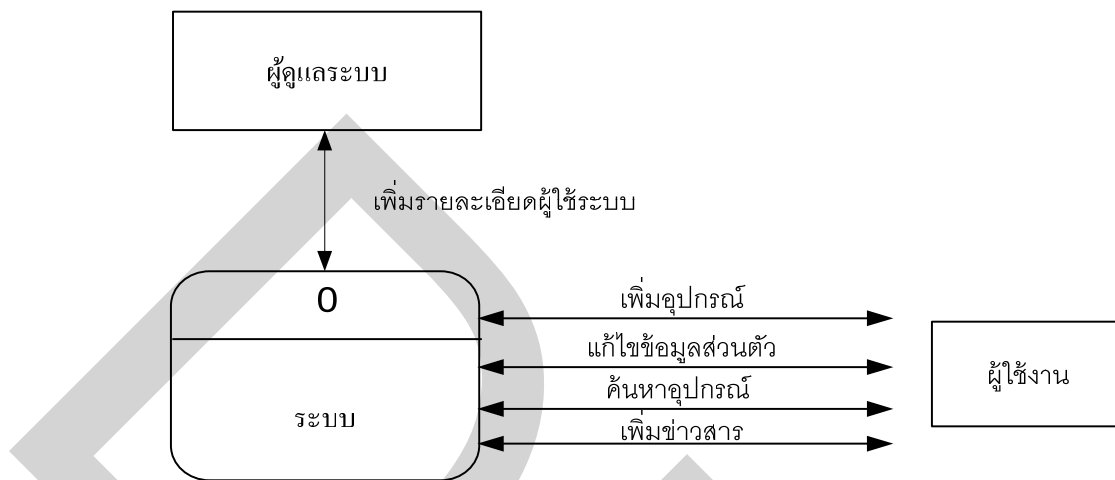 ผู้ดูแลระบบ
เพิ่มรายละเอียดผู้ใช้ระบบ
0
เพิ่มอุปกรณ์
แก้ไขข้อมูลส่วนตัว
ผู้ใช้งาน
ค้นหาอุปกรณ์
ระบบ
เพิ่มข่าวสาร